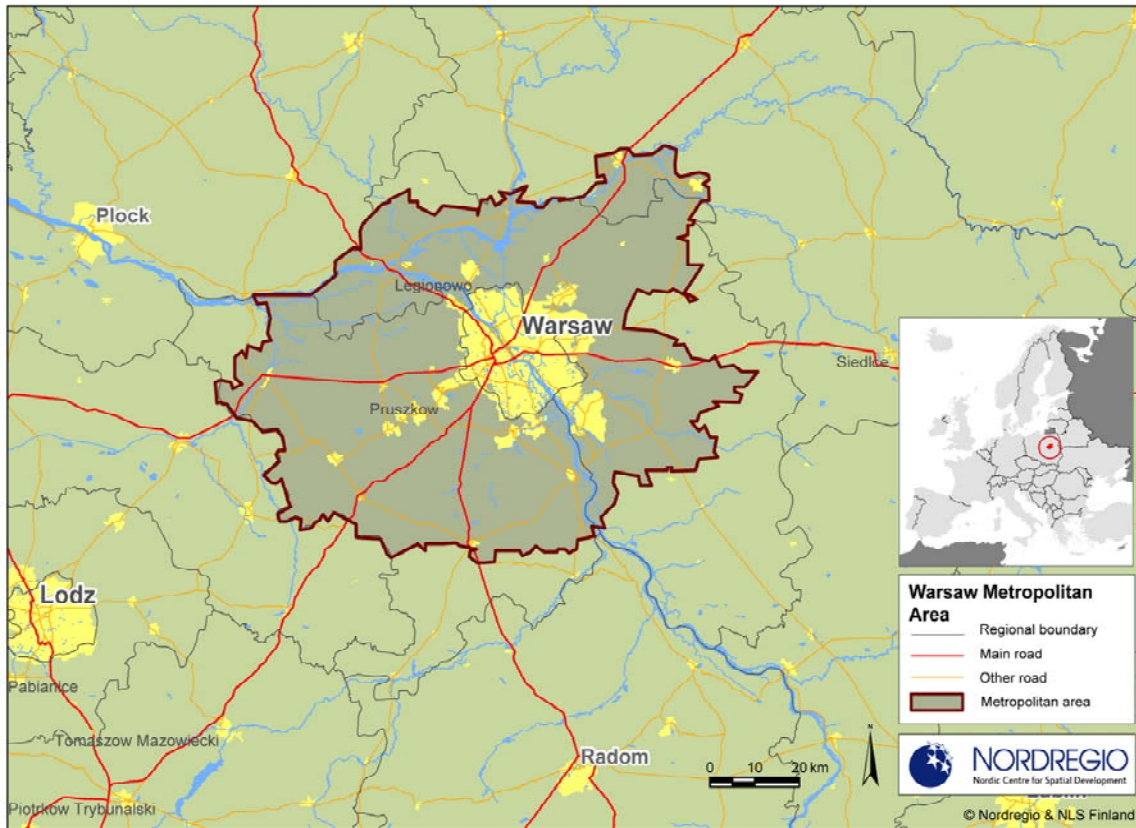 Plock
Legionowo
Warsaw
Siedlce
Pruszkow
Lodz
Pabianice
Tomaszow Mazowiecki
Radom
Piotrkow Trybunalski
Warsaw Metropolitan
Area
Regional boundary
Main road
Other road
Metropolitan area
N
0 10 20 km
NORDREGIO
Nordic Centre for Spatial Development
Lublin
© Nordregio & NLS Finland